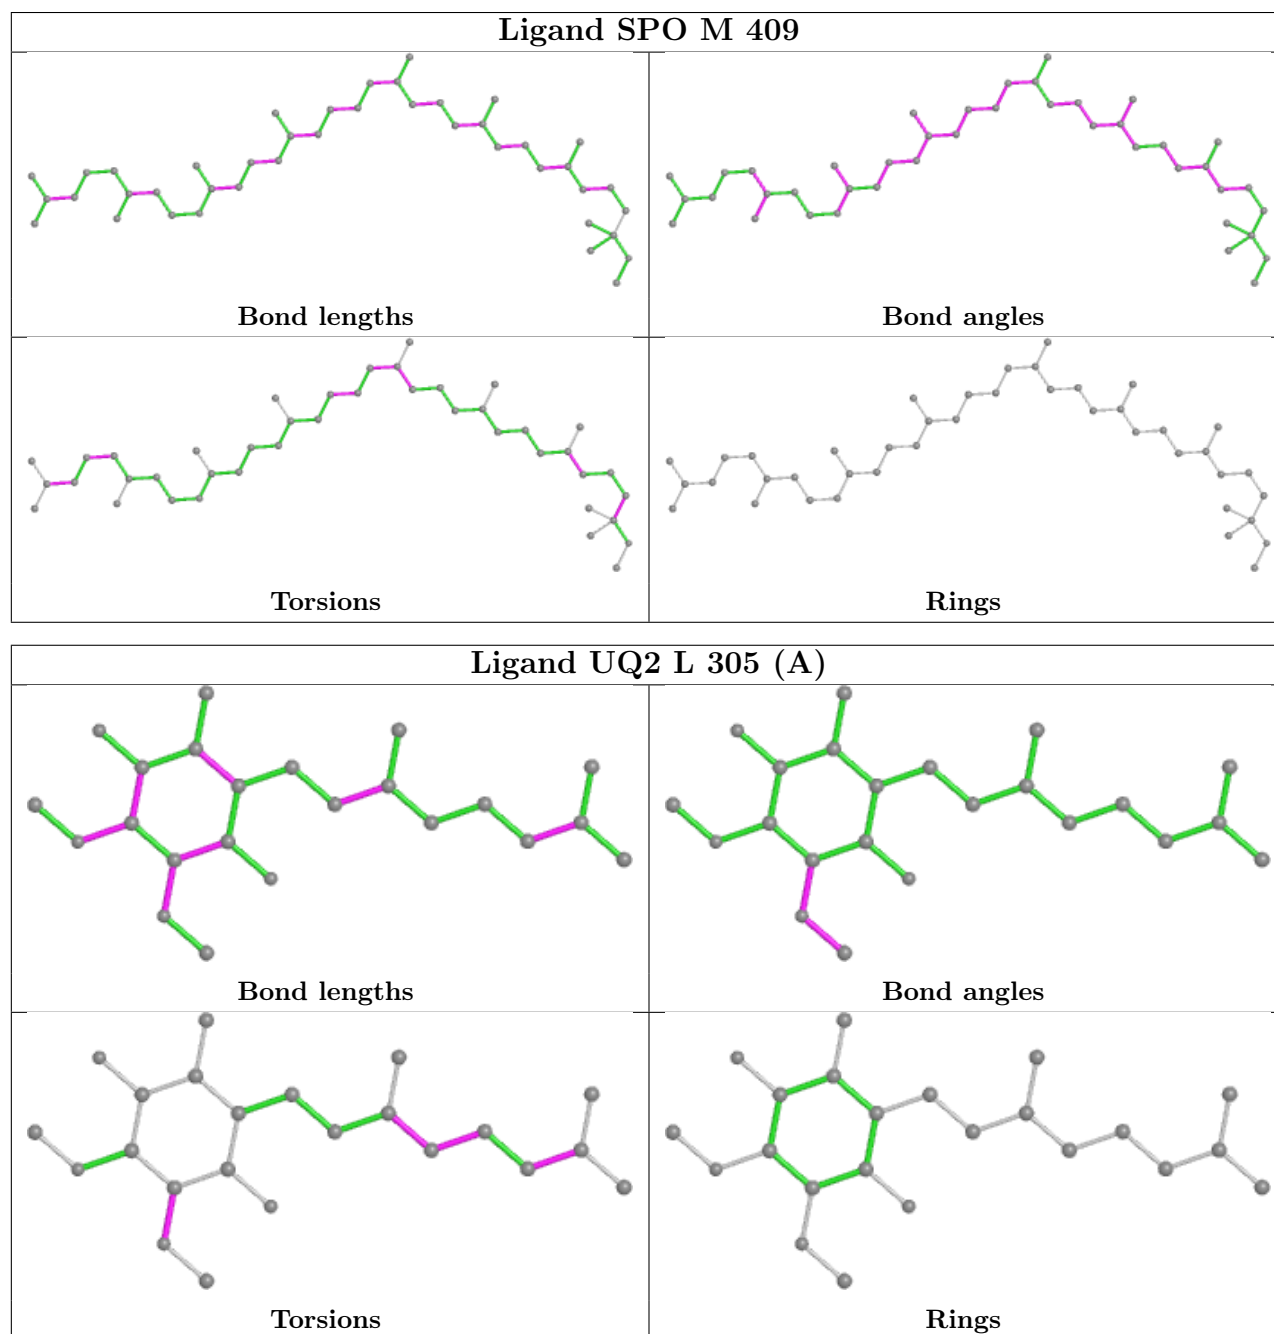 Ligand SPO M 409
Bond lengths
Bond angles
Torsions
Rings
Ligand UQ2 L 305 (A)
Bond lengths
Bond angles
Torsions
Rings